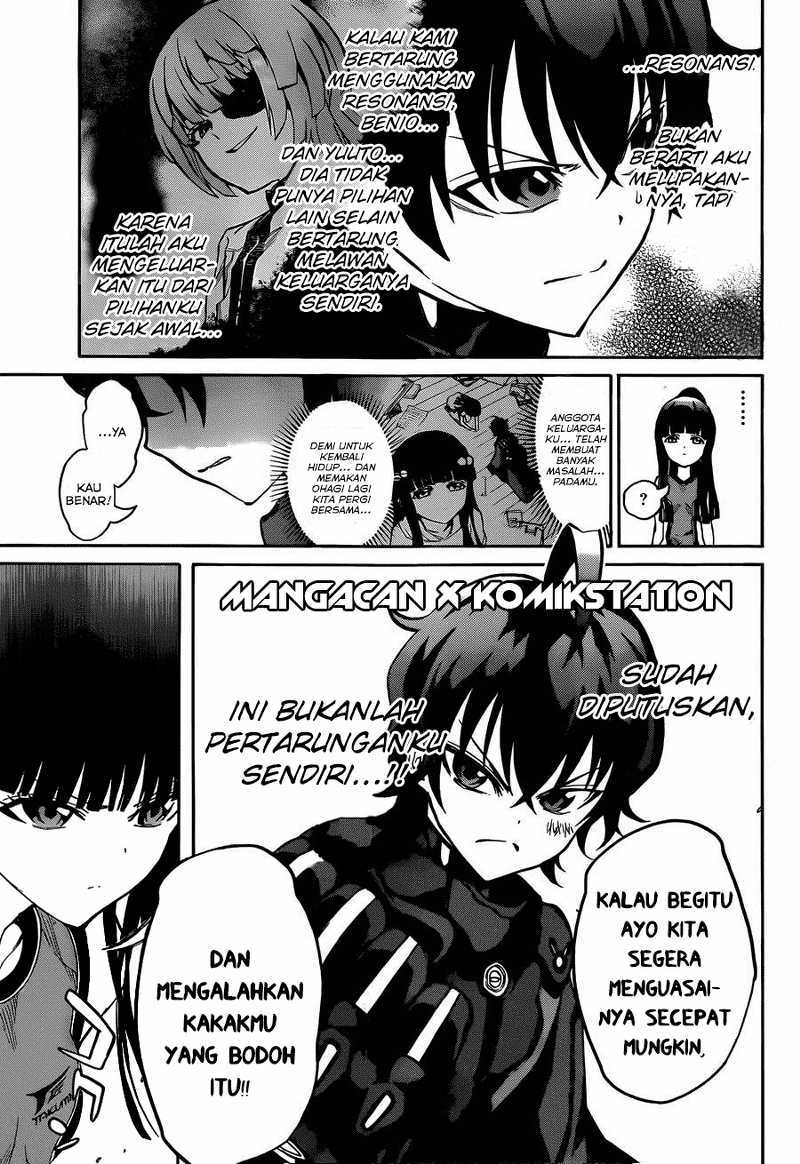 ...RESONANSI.
BUKAN
BERARTI AKU
MELUPAKAN-
NYA, TAPI
KALAU KAMI
BERTARUNG
MENGGUNAKAN
RESONANSI,
BENIO...
DAN YUUTO...
DIA TIDAK
PUNYA PILIHAN
LAIN SELAIN
BERTARUNG
MELAWAN
KELUARGANYA
SENDIRI.
KARENA
ITULAH AKU
MENGELUAR-
KAN ITU DARI
PILIHANKU
SEJAK AWAL...
?
ANGGOTA
KELUARGA-
KU... TELAH
MEMBUAT
BANYAK
MASALAH...
PADAMU.
DEMI UNTUK
KEMBALI
HIDUP... DAN
MEMAKAN
OHAGI LAGI
KITA PERGI
BERSAMA...
...YA
KAU
BENAR!
MANGACAN X KOMIKSTATION
SUDAH
DIPUTUSKAN,
INI BUKANLAH
PERTARUNGANKU
SENDIRI...!!
KALAU BEGITU
AYO KITA
SEGERA
MENGUASAI-
NYA SECEPAT
MUNGKIN,
DAN
MENGALAHKAN
KAKAKMU
YANG BODOH
ITU!!